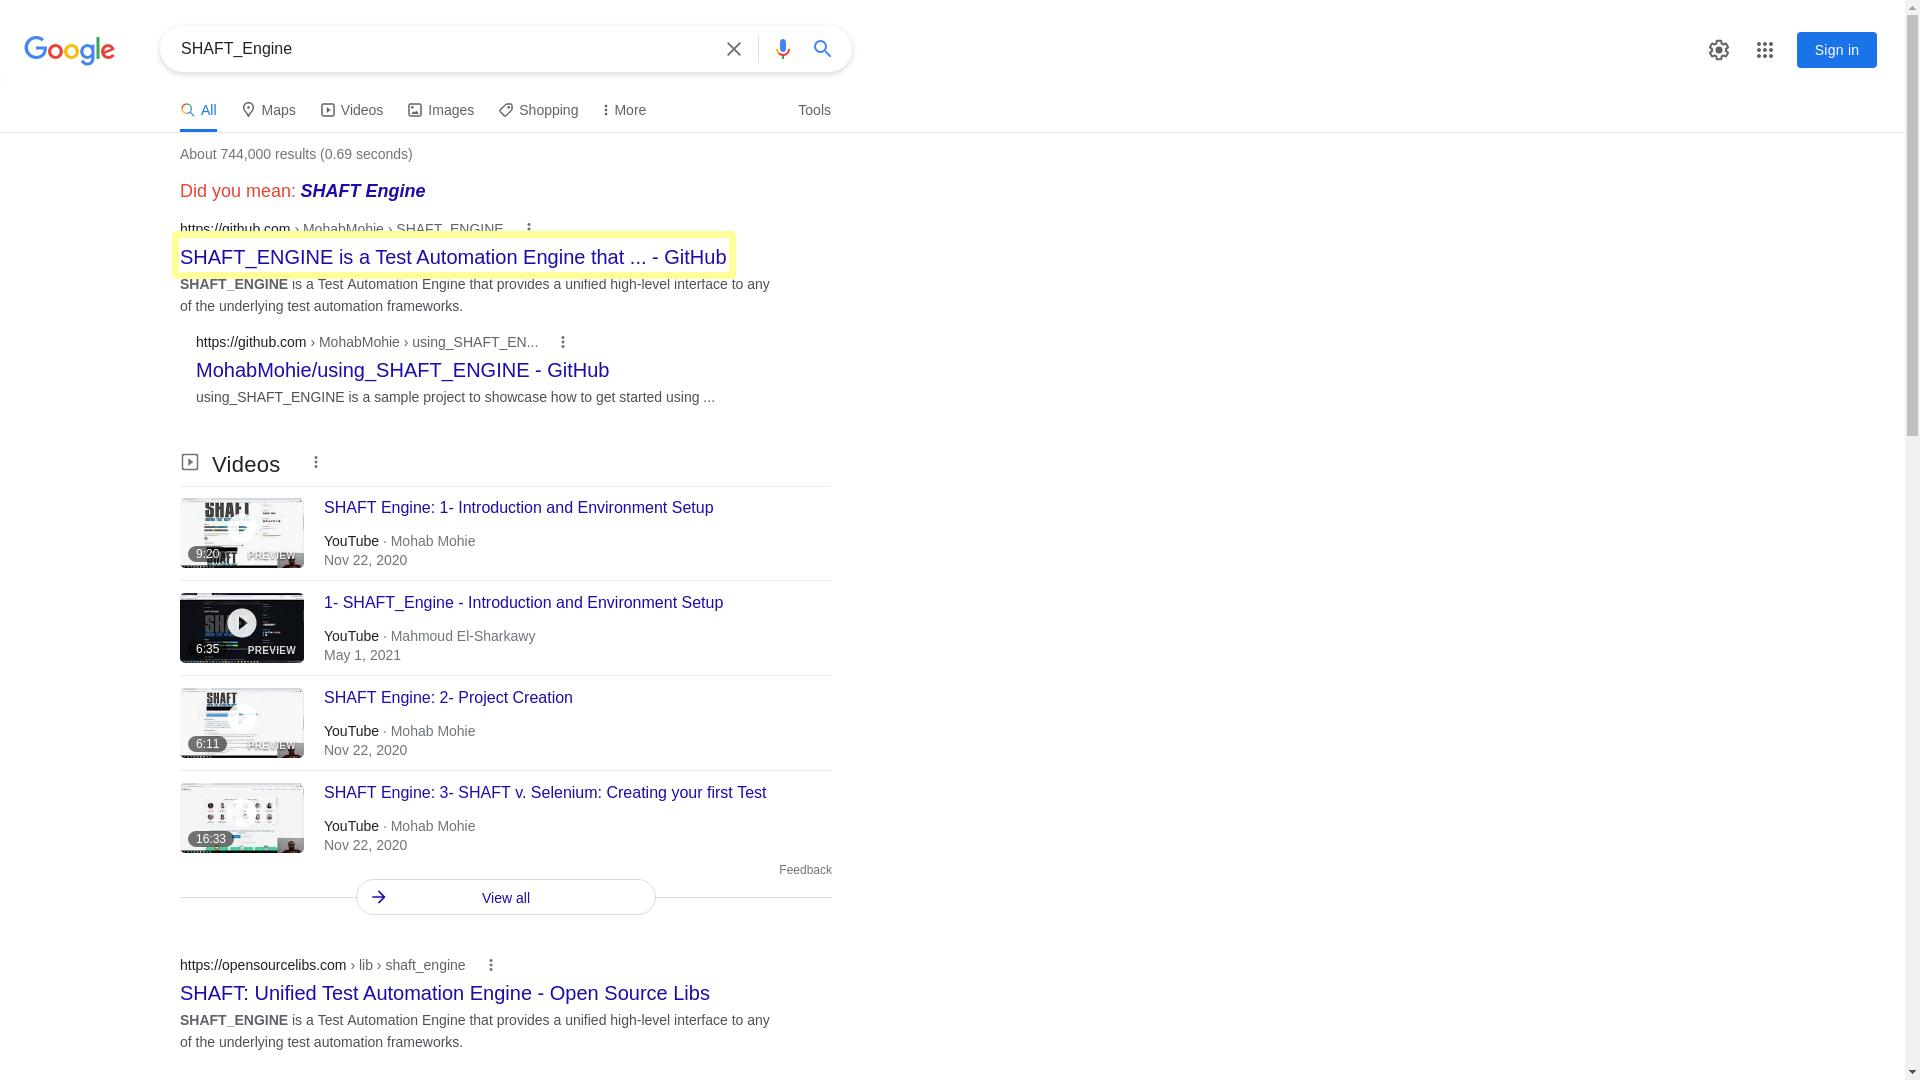 Google
SHAFT_Engine
Sign in
All
Maps
Videos
Images
Shopping
More
Tools
About 744,000 results (0.69 seconds)
Did you mean: SHAFT Engine
https://github.com › MohabMohie › SHAFT_ENGINE
SHAFT_ENGINE is a Test Automation Engine that ... - GitHub
SHAFT_ENGINE is a Test Automation Engine that provides a unified high-level interface to any
of the underlying test automation frameworks.
https://github.com › MohabMohie › using_SHAFT_EN...
MohabMohie/using_SHAFT_ENGINE - GitHub
using_SHAFT_ENGINE is a sample project to showcase how to get started using ...
Videos
SHAFT
9:20
PREVIEW
SHAFT Engine: 1- Introduction and Environment Setup
YouTube · Mohab Mohie
Nov 22, 2020
6:35
PREVIEW
1- SHAFT_Engine - Introduction and Environment Setup
YouTube · Mahmoud El-Sharkawy
May 1, 2021
SHAFT
6:11
PREVIEW
SHAFT Engine: 2- Project Creation
YouTube · Mohab Mohie
Nov 22, 2020
16:33
SHAFT Engine: 3- SHAFT v. Selenium: Creating your first Test
YouTube · Mohab Mohie
Nov 22, 2020
Feedback
View all
https://opensourcelibs.com › lib › shaft_engine
SHAFT: Unified Test Automation Engine - Open Source Libs
SHAFT_ENGINE is a Test Automation Engine that provides a unified high-level interface to any
of the underlying test automation frameworks.